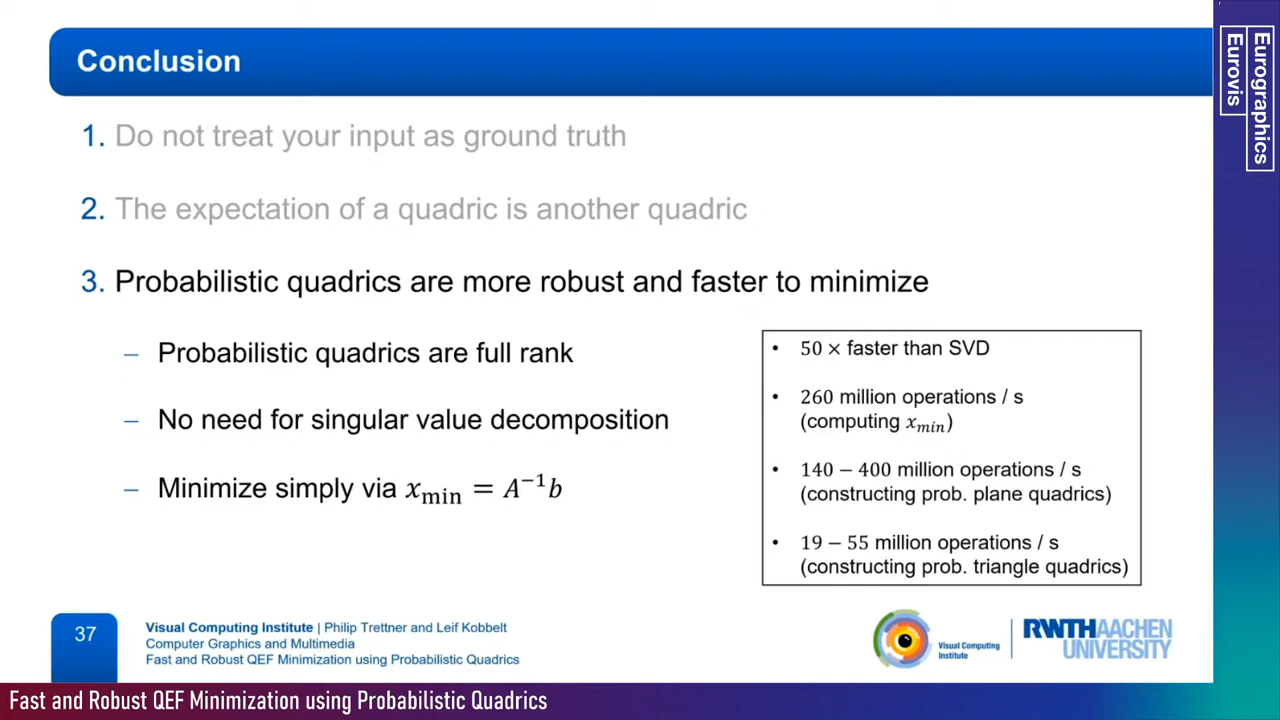 Conclusion
Eurographics
Eurovis
1. Do not treat your input as ground truth
2. The expectation of a quadric is another quadric
3. Probabilistic quadrics are more robust and faster to minimize
– Probabilistic quadrics are full rank
– No need for singular value decomposition
– Minimize simply via x_min = A⁻¹b
• 50 × faster than SVD
• 260 million operations / s
(computing x_min)
• 140 – 400 million operations / s
(constructing prob. plane quadrics)
• 19 – 55 million operations / s
(constructing prob. triangle quadrics)
37
Visual Computing Institute | Philip Trettner and Leif Kobbelt
Computer Graphics and Multimedia
Fast and Robust QEF Minimization using Probabilistic Quadrics
Visual Computing
Institute
RWTH AACHEN
UNIVERSITY
Fast and Robust QEF Minimization using Probabilistic Quadrics